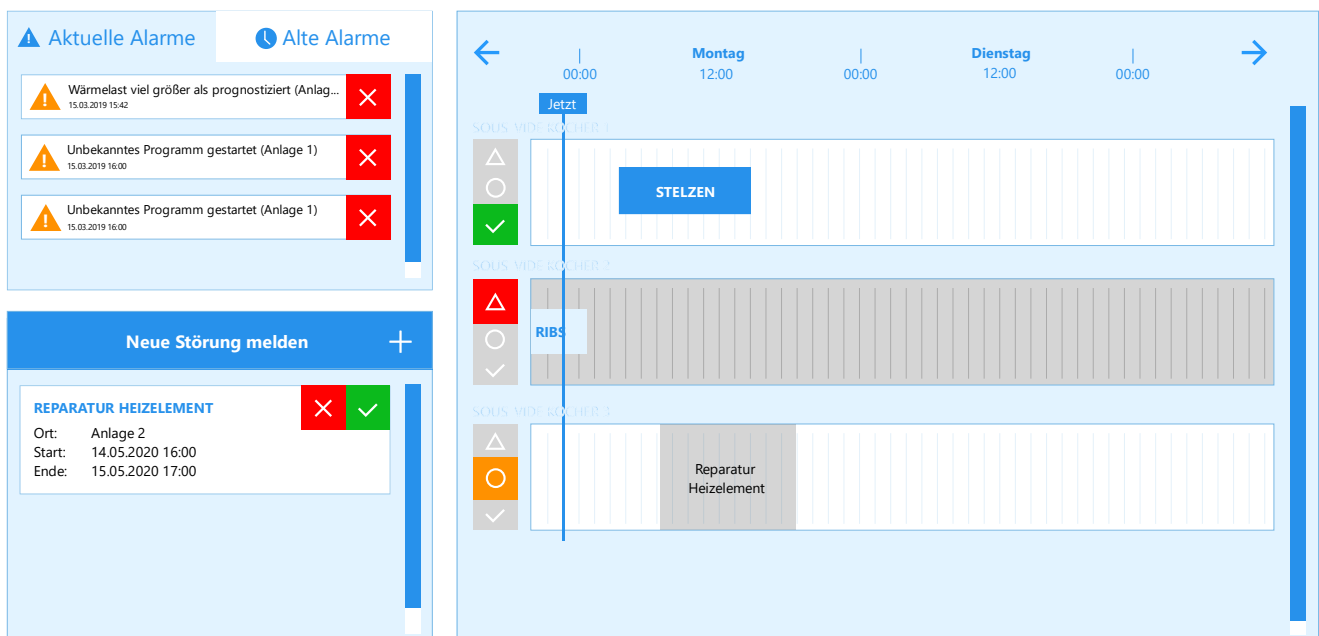 Aktuelle Alarme
Alte Alarme
Wärmelast viel größer als prognostiziert (Anlag...
15.03.2019 15:42
Unbekanntes Programm gestartet (Anlage 1)
15.03.2019 16:00
Unbekanntes Programm gestartet (Anlage 1)
15.03.2019 16:00
Neue Störung melden
REPARATUR HEIZELEMENT
Ort: Anlage 2
Start: 14.05.2020 16:00
Ende: 15.05.2020 17:00
Montag
Dienstag
00:00
12:00
00:00
12:00
00:00
Jetzt
SOUS VIDE KOCHER 1
STELZEN
SOUS VIDE KOCHER 2
RIBS
SOUS VIDE KOCHER 3
Reparatur
Heizelement